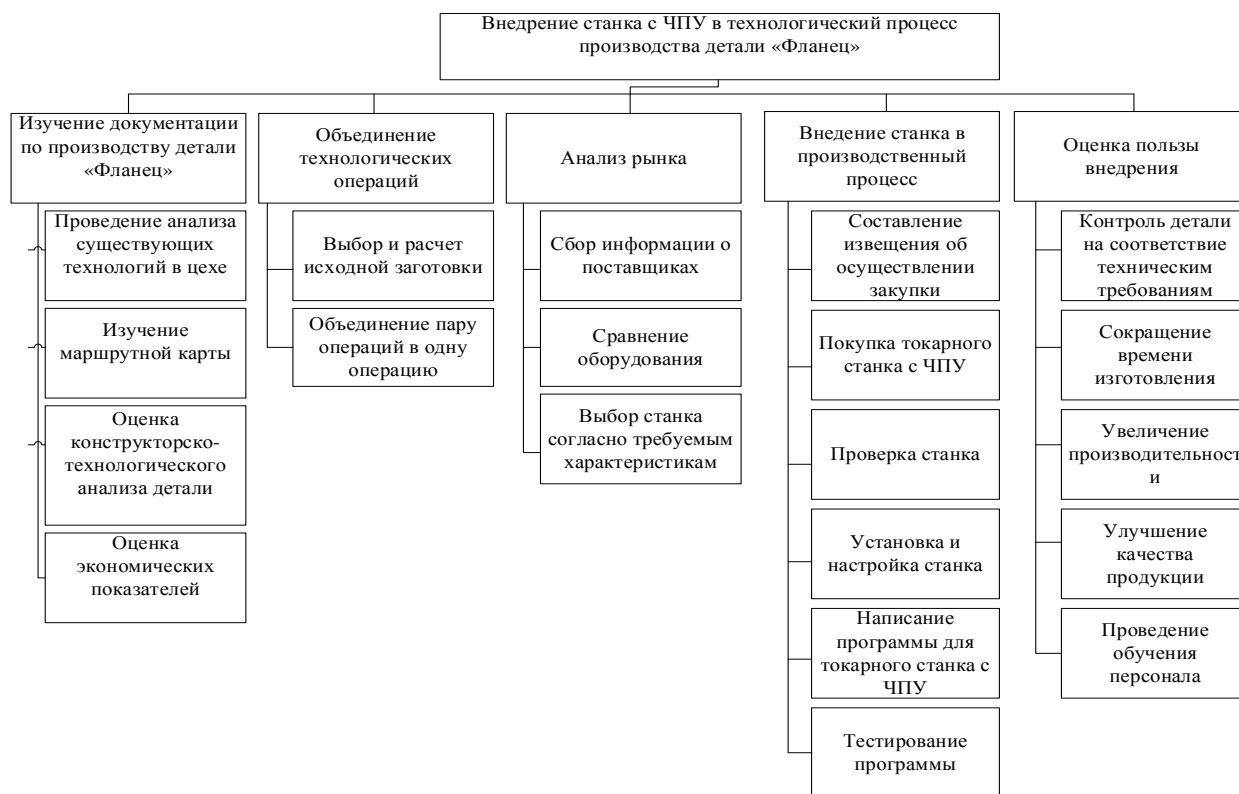 Внедрение станка с ЧПУ в технологический процесс
производства детали «Фланец»
Изучение документации
по производству детали
«Фланец»
Проведение анализа
существующих
технологий в цехе
Изучение
маршрутной карты
Оценка
конструкторско-
технологического
анализа детали
Оценка
экономических
показателей
Объединение
технологических
операций
Выбор и расчет
исходной заготовки
Объединение пару
операций в одну
операцию
Анализ рынка
Сбор информации о
поставщиках
Сравнение
оборудования
Выбор станка
согласно требуемым
характеристикам
Внедение станка в
производственный
процесс
Составление
извещения об
осуществлении
закупки
Покупка токарного
станка с ЧПУ
Проверка станка
Установка и
настройка станка
Написание
программы для
токарного станка с
ЧПУ
Тестирование
программы
Оценка пользы
внедрения
Контроль детали
на соответствие
техническим
требованиям
Сокращение
времени
изготовления
Увеличение
производительност
и
Улучшение
качества
продукции
Проведение
обучения
персонала